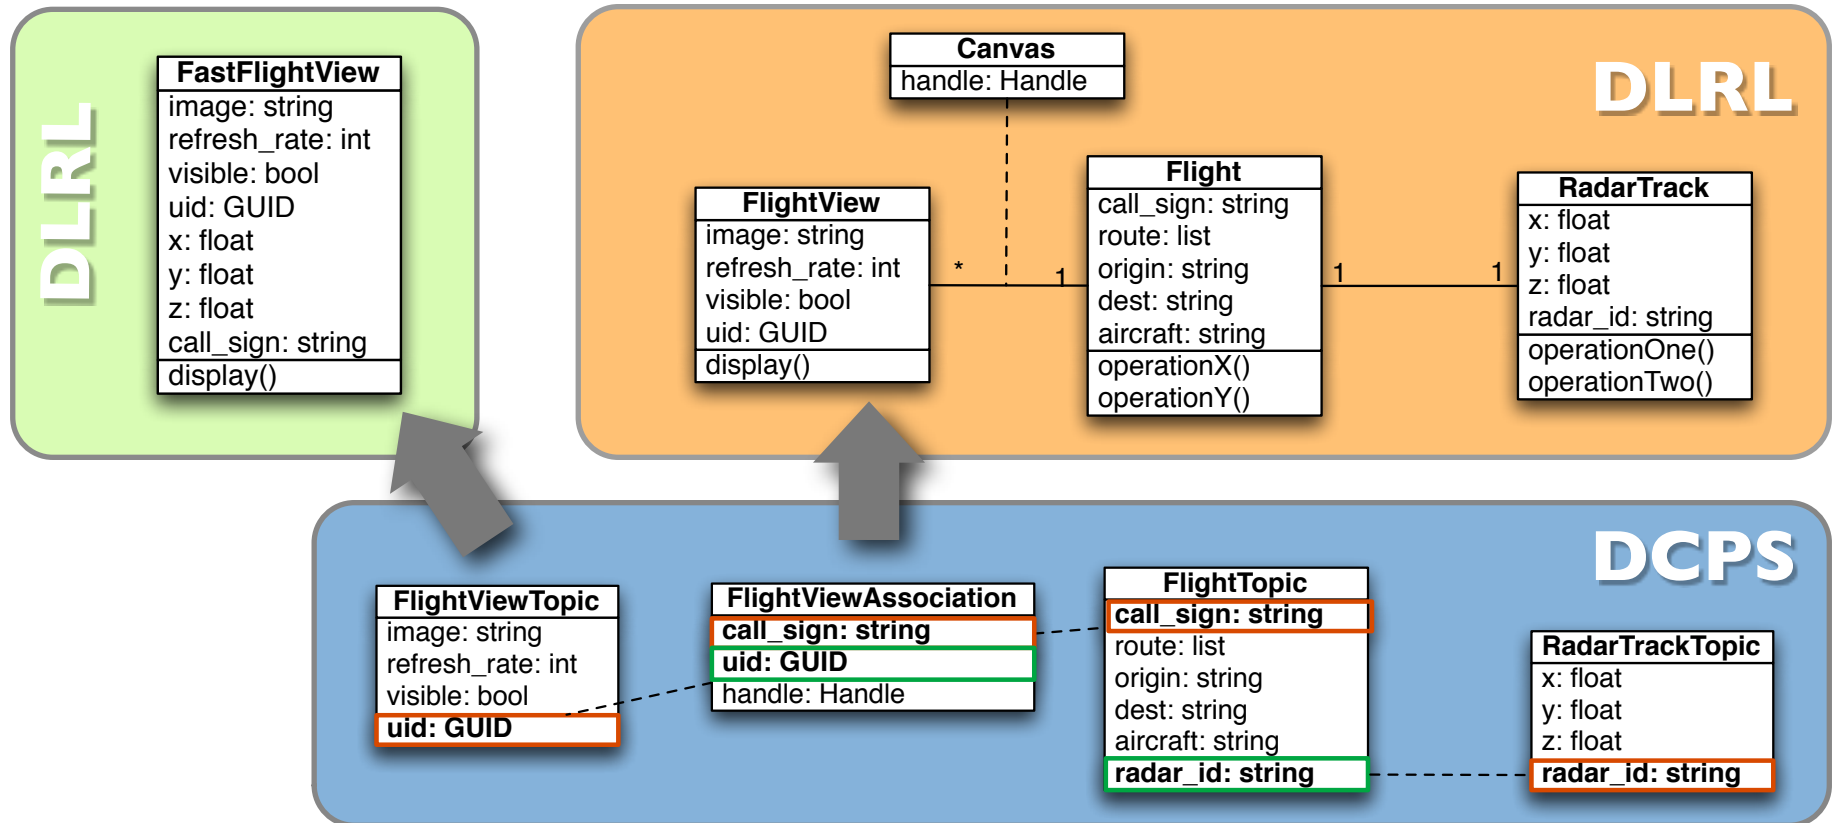 DLRL
FastFlightView
image: string
refresh_rate: int
visible: bool
uid: GUID
x: float
y: float
z: float
call_sign: string
display()
DLRL
Canvas
handle: Handle
FlightView
image: string
refresh_rate: int
visible: bool
uid: GUID
display()
*
1
Flight
call_sign: string
route: list
origin: string
dest: string
aircraft: string
operationX()
operationY()
1
1
RadarTrack
x: float
y: float
z: float
radar_id: string
operationOne()
operationTwo()
DCPS
FlightViewTopic
image: string
refresh_rate: int
visible: bool
uid: GUID
FlightViewAssociation
call_sign: string
uid: GUID
handle: Handle
FlightTopic
call_sign: string
route: list
origin: string
dest: string
aircraft: string
radar_id: string
RadarTrackTopic
x: float
y: float
z: float
radar_id: string